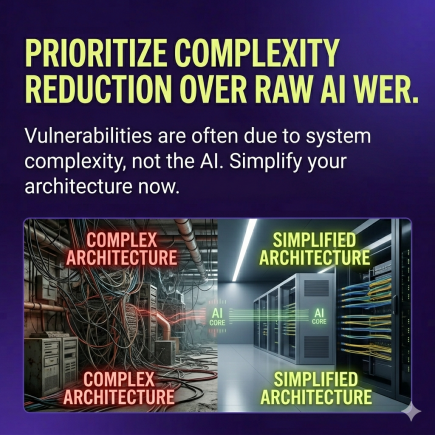 PRIORITIZE COMPLEXITY
REDUCTION OVER RAW AI WER.
Vulnerabilities are often due to system
complexity, not the AI. Simplify your
architecture now.
COMPLEX
ARCHITECTURE
SIMPLIFIED
ARCHITECTURE
AI
CORE
AI
CORE
COMPLEX
ARCHITECTURE
SIMPLIFIED
ARCHITECTURE